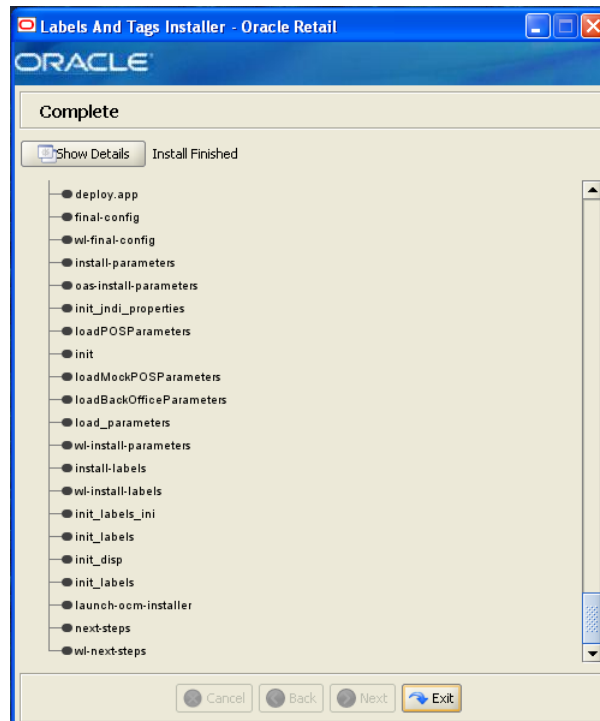 Labels And Tags Installer - Oracle Retail
ORACLE
Complete
Show Details Install Finished
deploy.app
final-config
wl-final-config
install-parameters
oas-install-parameters
init_jndi_properties
loadPOSParameters
init
loadMockPOSParameters
loadBackOfficeParameters
load_parameters
wl-install-parameters
install-labels
wl-install-labels
init_labels_ini
init_labels
init_disp
init_labels
launch-ocm-installer
next-steps
wl-next-steps
Cancel Back Next Exit